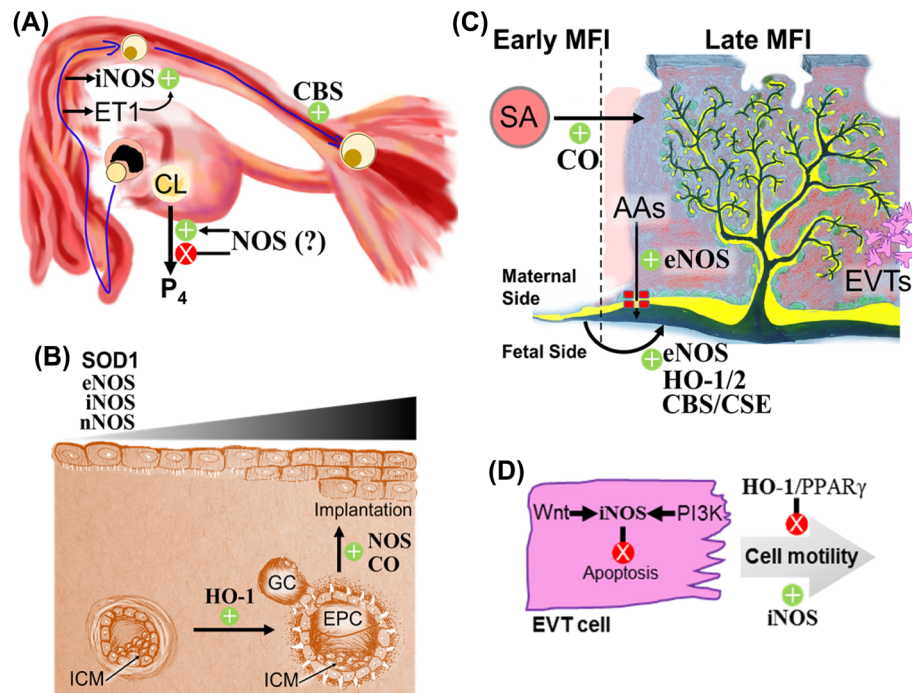 (A)
iNOS +
ET1
CBS
+
CL
+
X
NOS (?)
P4
(B)
SOD1
eNOS
iNOS
nNOS
Implantation
+ NOS
CO
HO-1
+
GC
EPC
ICM
ICM
(C)
Early MFI
Late MFI
SA
+
CO
AAs
+ eNOS
EVTs
Maternal
Side
Fetal Side
+ eNOS
HO-1/2
CBS/CSE
(D)
Wnt iNOS PI3K
X
Apoptosis
EVT cell
HO-1/PPARγ
X
Cell motility
+
iNOS